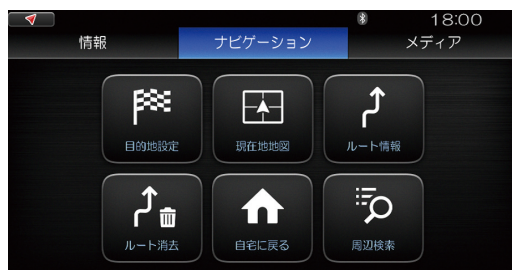 18:00
情報 ナビゲーション メディア
目的地設定 現在地地図 ルート情報
ルート消去 自宅に戻る 周辺検索